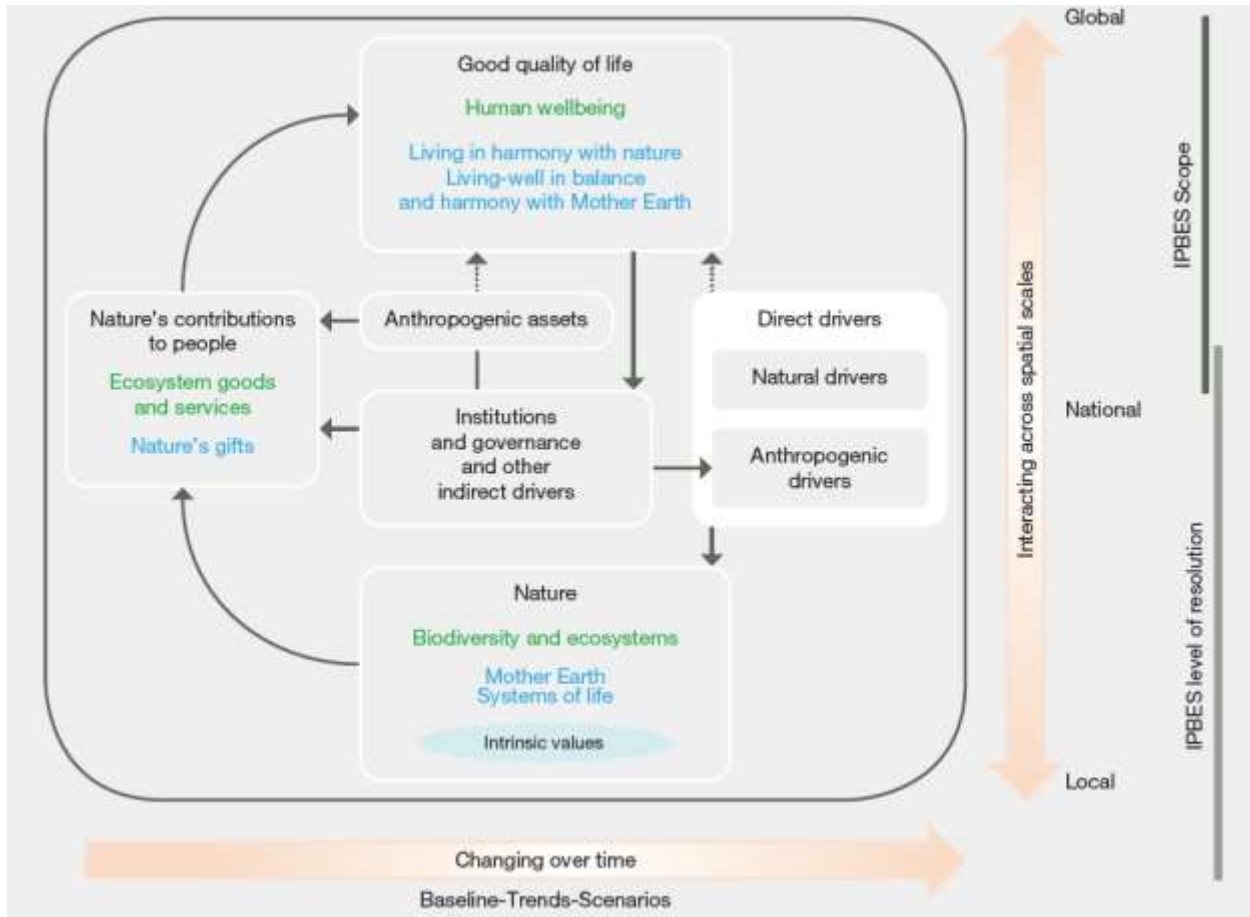 Good quality of life
Human wellbeing
Living in harmony with nature
Living-well in balance
and harmony with Mother Earth
Nature's contributions
to people
Ecosystem goods
and services
Nature's gifts
Anthropogenic assets
Institutions
and governance
and other
indirect drivers
Direct drivers
Natural drivers
Anthropogenic
drivers
Nature
Biodiversity and ecosystems
Mother Earth
Systems of life
Intrinsic values
Changing over time
Baseline-Trends-Scenarios
Interacting across spatial scales
Global
National
Local
IPBES Scope
IPBES level of resolution